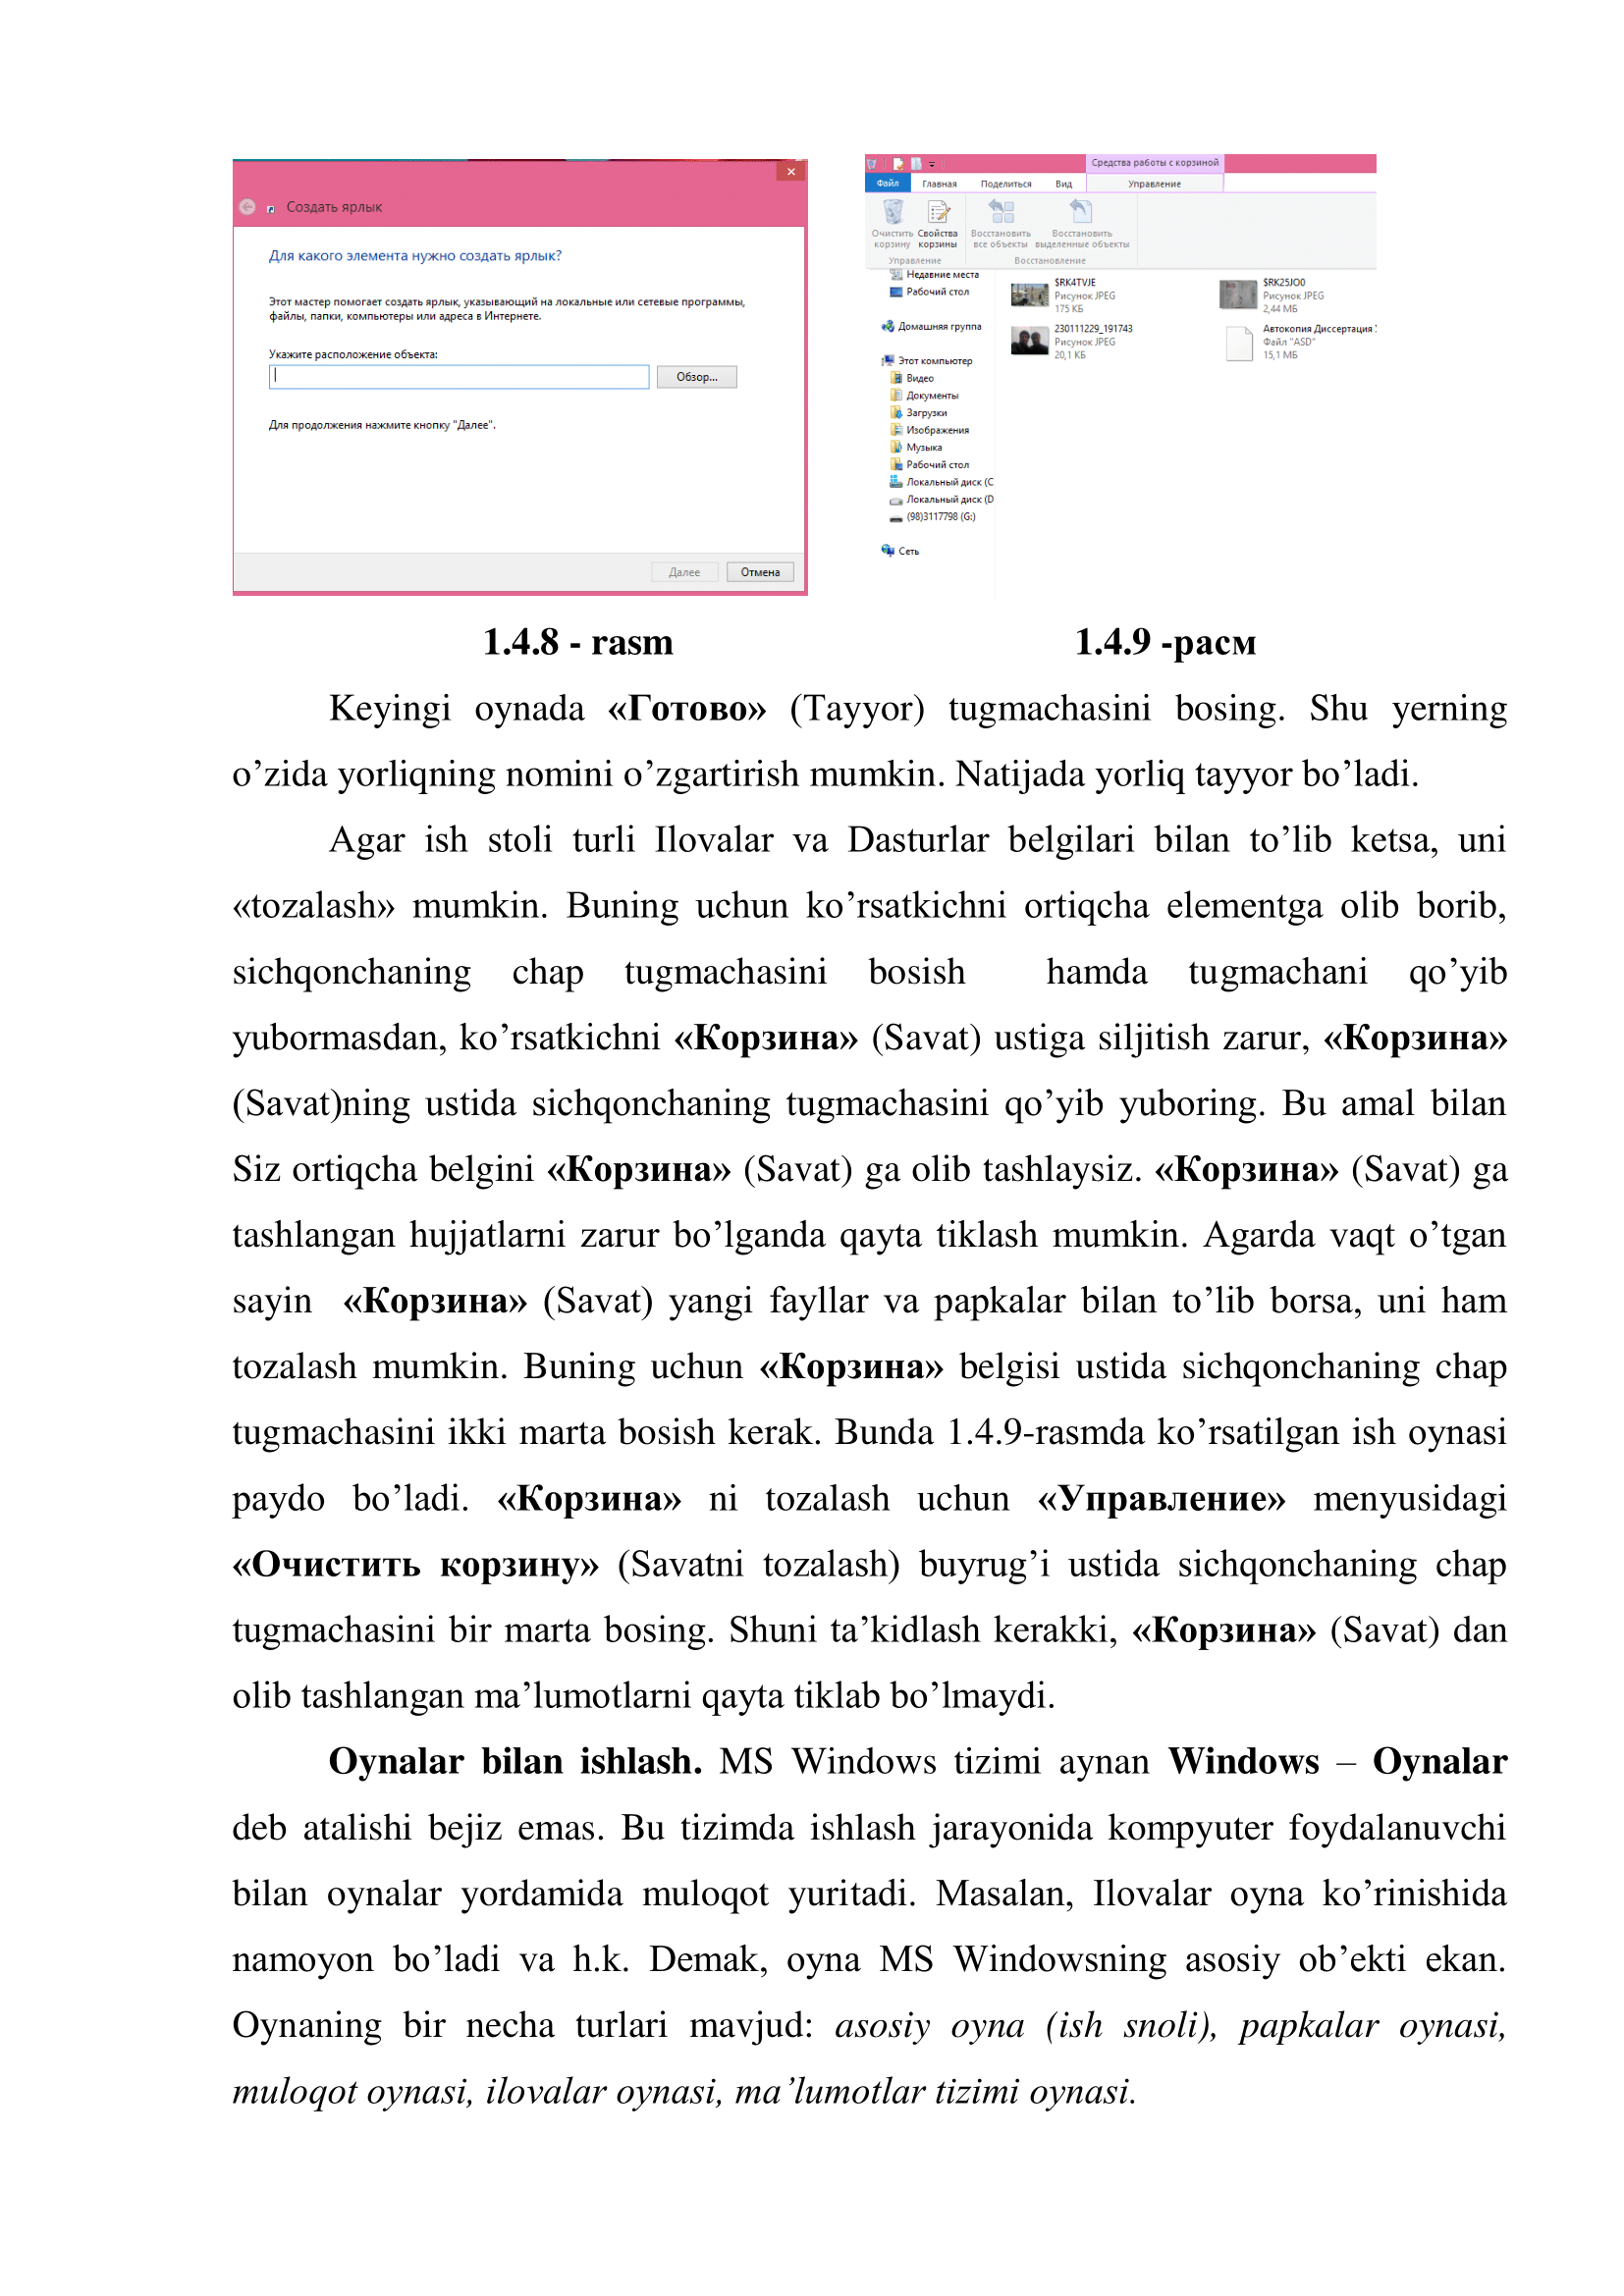 Создать ярлык
Для какого элемента нужно создать ярлык?
Этот мастер помогает создать ярлык, указывающий на локальные или сетевые программы,
файлы, папки, компьютеры или адреса в Интернете.
Укажите расположение объекта:
Обзор...
Для продолжения нажмите кнопку "Далее".
Далее Отмена
Средства работы с корзиной
Файл Главная Поделиться Вид Управление
Очистить корзину
Свойства корзины
Восстановить все объекты
Восстановить выделенные объекты
Управление Восстановление
Недавние места
Рабочий стол
Домашняя группа
Этот компьютер
Видео
Документы
Загрузки
Изображения
Музыка
Рабочий стол
Локальный диск (C
Локальный диск (D
(98)3117798 (G:)
Сеть
$RK4TVJE
Рисунок JPEG
175 КБ
$RK25JO0
Рисунок JPEG
2,44 МБ
230111229_191743
Рисунок JPEG
20,1 КБ
Автокопия Диссертация
Файл "ASD"
15,1 МБ
1.4.8 - rasm 1.4.9 -расм
Keyingi oynada «Готово» (Tayyor) tugmachasini bosing. Shu yerning
o’zida yorliqning nomini o’zgartirish mumkin. Natijada yorliq tayyor bo’ladi.
Agar ish stoli turli Ilovalar va Dasturlar belgilari bilan to’lib ketsa, uni
«tozalash» mumkin. Buning uchun ko’rsatkichni ortiqcha elementga olib borib,
sichqonchaning chap tugmachasini bosish hamda tugmachani qo’yib
yubormasdan, ko’rsatkichni «Корзина» (Savat) ustiga siljitish zarur, «Корзина»
(Savat)ning ustida sichqonchaning tugmachasini qo’yib yuboring. Bu amal bilan
Siz ortiqcha belgini «Корзина» (Savat) ga olib tashlaysiz. «Корзина» (Savat) ga
tashlangan hujjatlarni zarur bo’lganda qayta tiklash mumkin. Agarda vaqt o’tgan
sayin «Корзина» (Savat) yangi fayllar va papkalar bilan to’lib borsa, uni ham
tozalash mumkin. Buning uchun «Корзина» belgisi ustida sichqonchaning chap
tugmachasini ikki marta bosish kerak. Bunda 1.4.9-rasmda ko’rsatilgan ish oynasi
paydo bo’ladi. «Корзина» ni tozalash uchun «Управление» menyusidagi
«Очистить корзину» (Savatni tozalash) buyrug’i ustida sichqonchaning chap
tugmachasini bir marta bosing. Shuni ta’kidlash kerakki, «Корзина» (Savat) dan
olib tashlangan ma’lumotlarni qayta tiklab bo’lmaydi.
Oynalar bilan ishlash. MS Windows tizimi aynan Windows – Oynalar
deb atalishi bejiz emas. Bu tizimda ishlash jarayonida kompyuter foydalanuvchi
bilan oynalar yordamida muloqot yuritadi. Masalan, Ilovalar oyna ko’rinishida
namoyon bo’ladi va h.k. Demak, oyna MS Windowsning asosiy ob’ekti ekan.
Oynaning bir necha turlari mavjud: asosiy oyna (ish snoli), papkalar oynasi,
muloqot oynasi, ilovalar oynasi, ma’lumotlar tizimi oynasi.